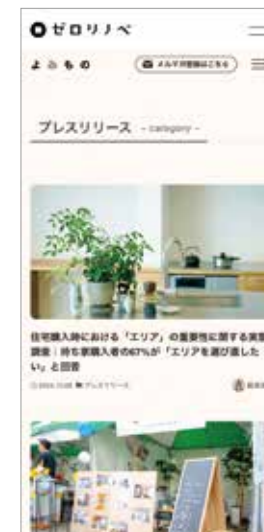 ゼロリノベ
よみもの
メルマガ登録はこちら
プレスリリース - category -
住宅購入時における「エリア」の重要性に関する実態
調査：持ち家購入者の67%が「エリアを選び直した
い」と回答
プレスリリース